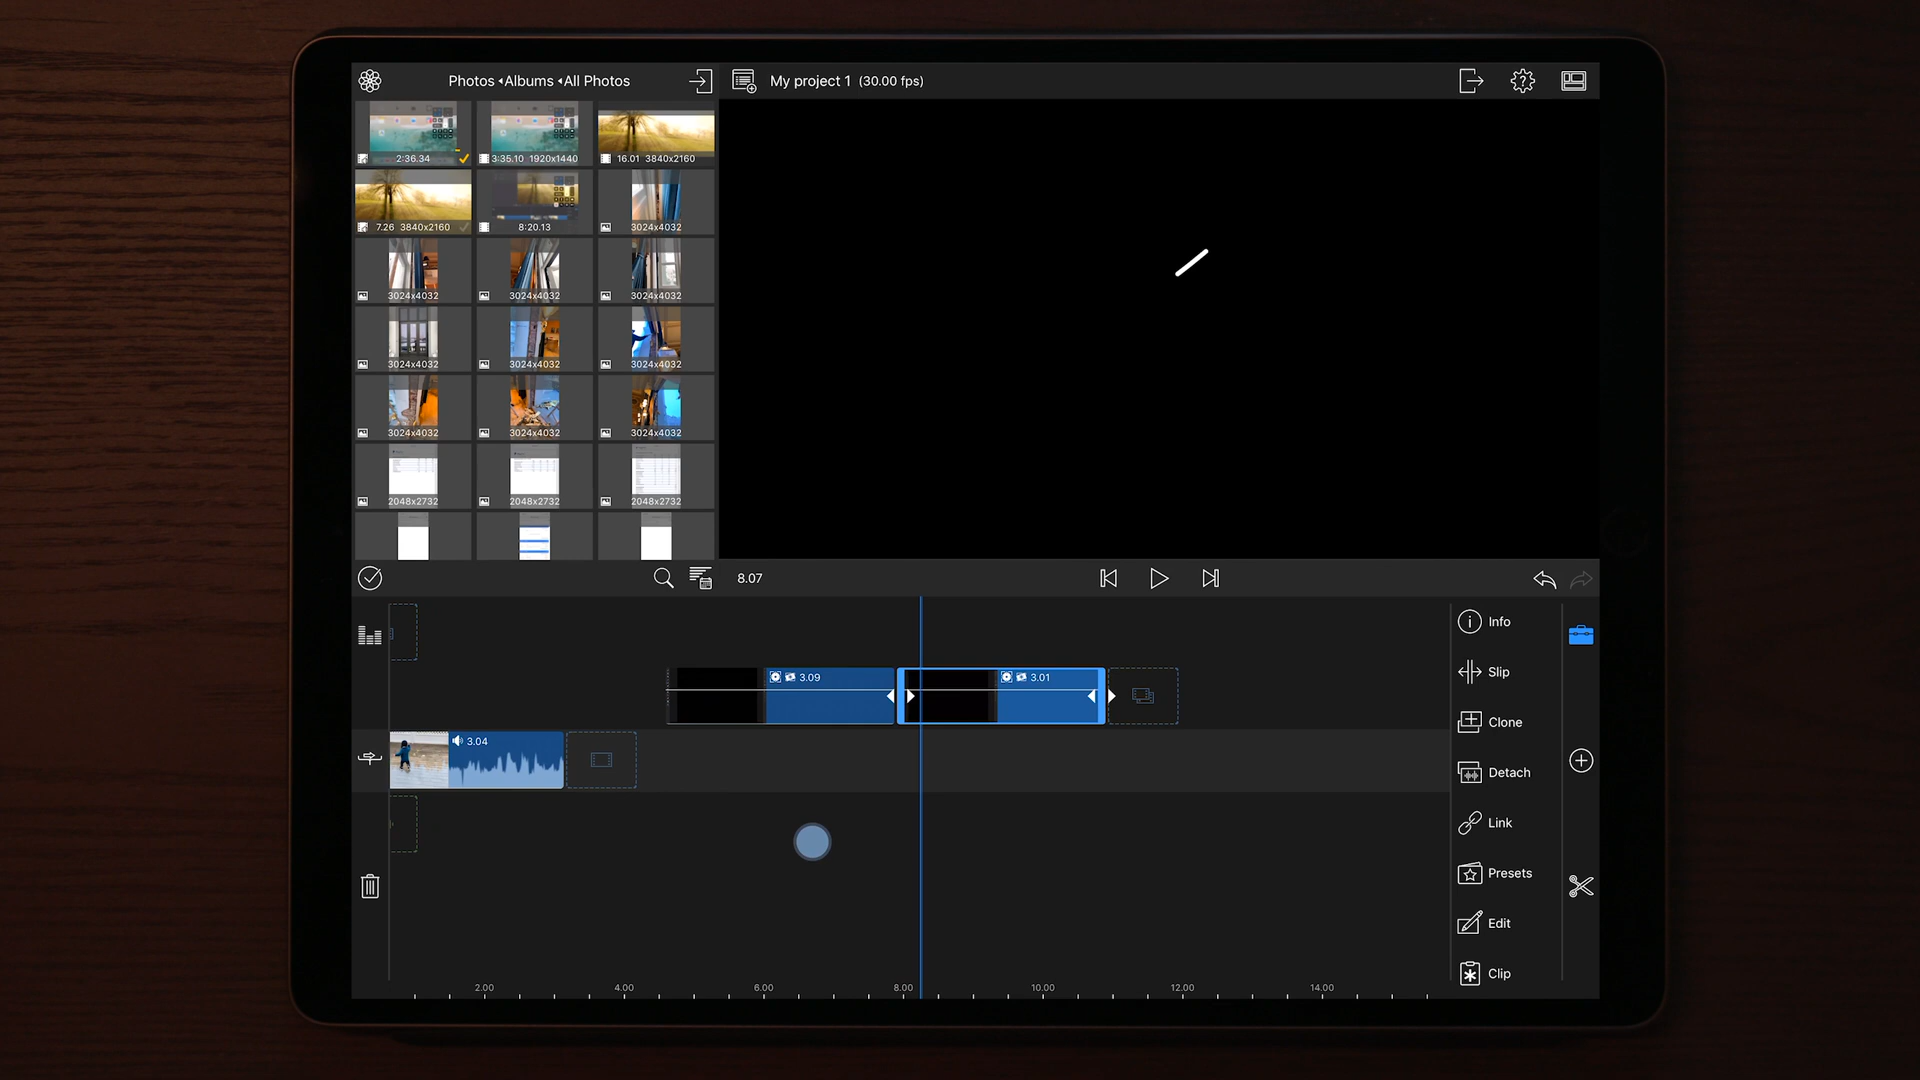 Photos ◂Albums ◂All Photos
My project 1 (30.00 fps)
2:36.34
3:35.10 1920x1440
16.01 3840x2160
7.26 3840x2160
8:20.13
3024x4032
3024x4032
3024x4032
3024x4032
3024x4032
3024x4032
3024x4032
3024x4032
3024x4032
3024x4032
2048x2732
2048x2732
2048x2732
8.07
3.09
3.01
3.04
Info
Slip
Clone
Detach
Link
Presets
Edit
Clip
2.00 4.00 6.00 8.00 10.00 12.00 14.00